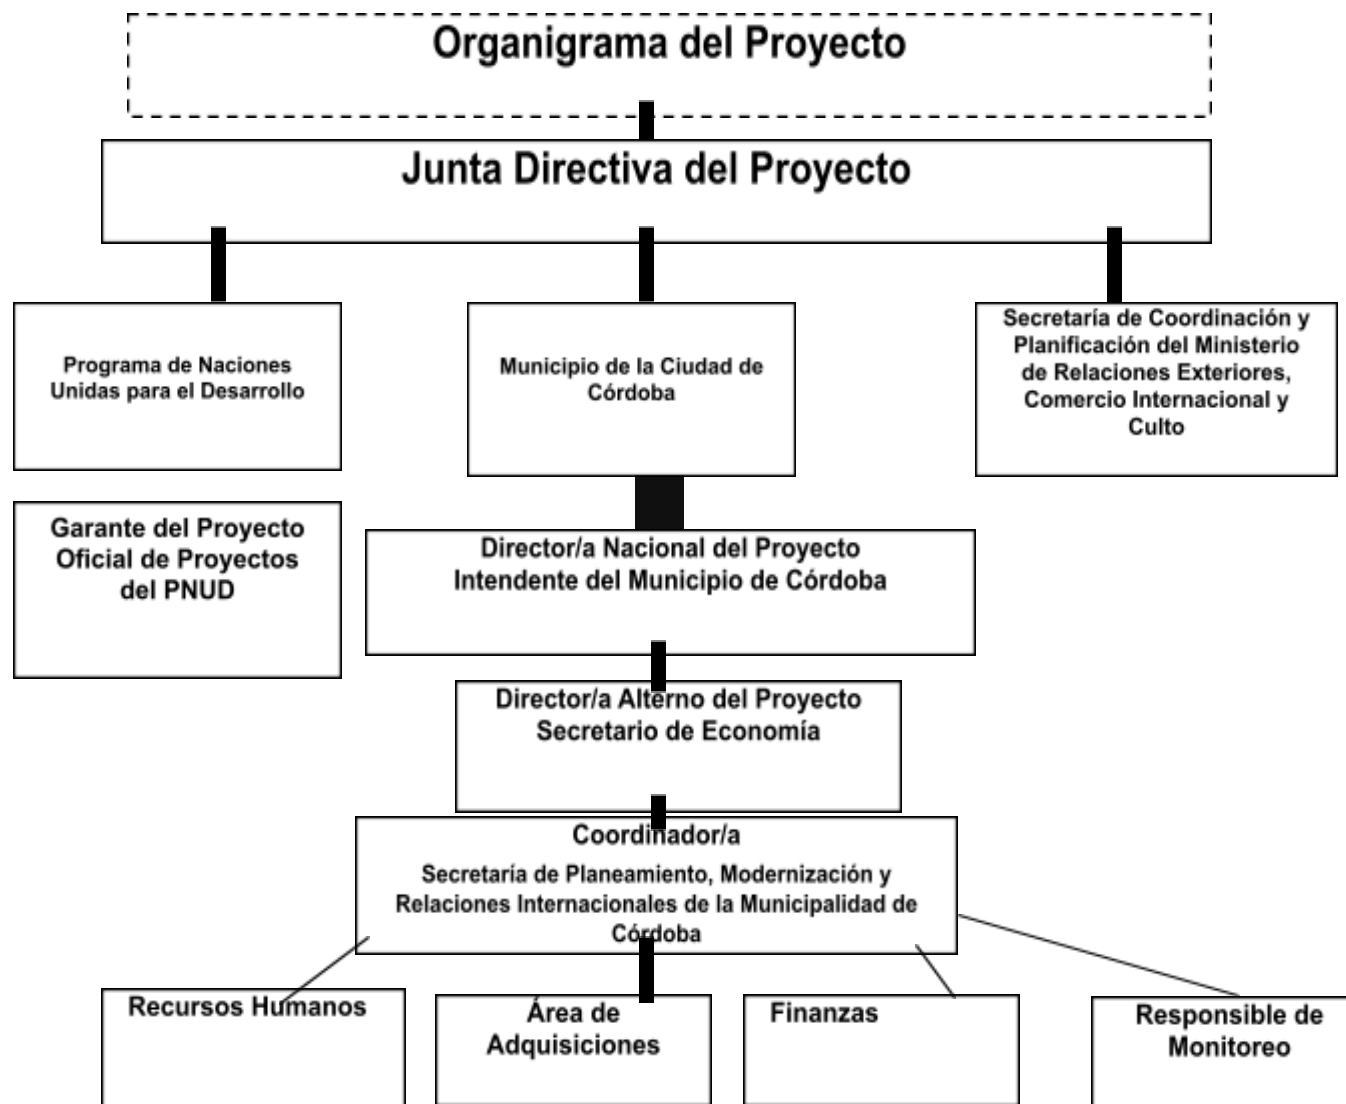 Organigrama del Proyecto
Junta Directiva del Proyecto
Programa de Naciones
Unidas para el Desarrollo
Municipio de la Ciudad de
Córdoba
Secretaría de Coordinación y
Planificación del Ministerio
de Relaciones Exteriores,
Comercio Internacional y
Culto
Garante del Proyecto
Oficial de Proyectos
del PNUD
Director/a Nacional del Proyecto
Intendente del Municipio de Córdoba
Director/a Alterno del Proyecto
Secretario de Economía
Coordinador/a
Secretaría de Planeamiento, Modernización y
Relaciones Internacionales de la Municipalidad de
Córdoba
Recursos Humanos
Área de
Adquisiciones
Finanzas
Responsible de
Monitoreo